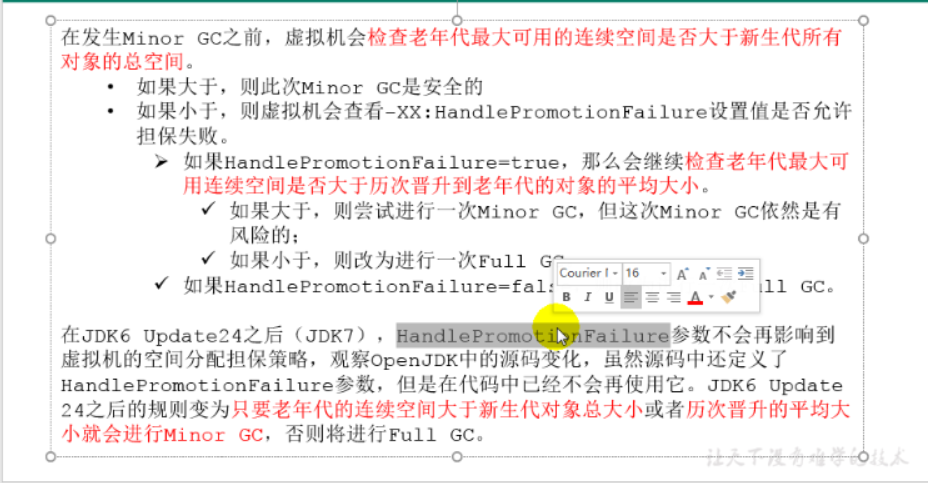 在发生Minor GC之前，虚拟机会检查老年代最大可用的连续空间是否大于新生代所有
对象的总空间。
• 如果大于，则此次Minor GC是安全的
• 如果小于，则虚拟机会查看-XX:HandlePromotionFailure设置值是否允许
担保失败。
➢ 如果HandlePromotionFailure=true，那么会继续检查老年代最大可
用连续空间是否大于历次晋升到老年代的对象的平均大小。
✓ 如果大于，则尝试进行一次Minor GC，但这次Minor GC依然是有
风险的；
✓ 如果小于，则改为进行一次Full GC
Courier 16 A A
✓ 如果HandlePromotionFailure=fal ll GC。
B I U A
在JDK6 Update24之后（JDK7），HandlePromotionFailure参数不会再影响到
虚拟机的空间分配担保策略，观察OpenJDK中的源码变化，虽然源码中还定义了
HandlePromotionFailure参数，但是在代码中已经不会再使用它。JDK6 Update
24之后的规则变为只要老年代的连续空间大于新生代对象总大小或者历次晋升的平均大
小就会进行Minor GC，否则将进行Full GC。
让天下没有难学的技术